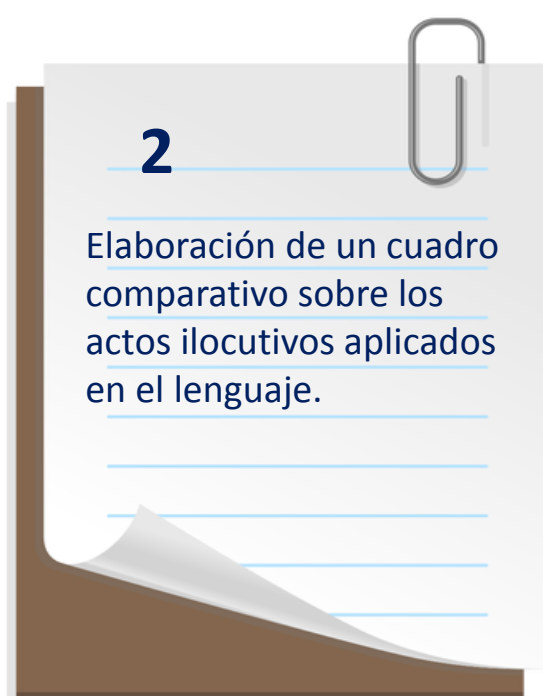 2
Elaboración de un cuadro
comparativo sobre los
actos ilocutivos aplicados
en el lenguaje.